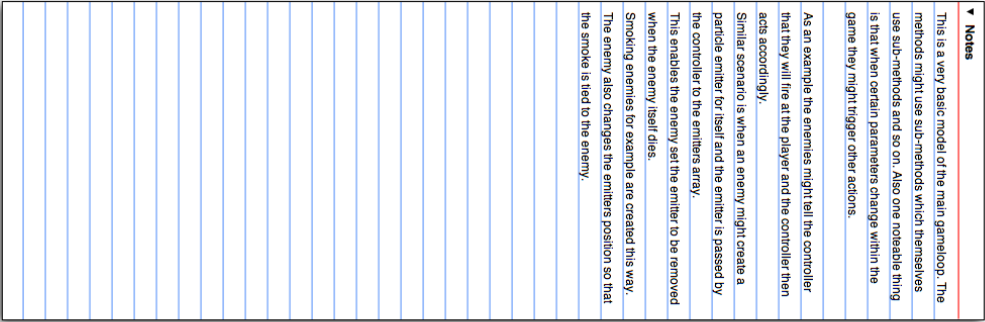 ▼ Notes
This is a very basic model of the main gameloop. The
methods might use sub-methods which themselves
use sub-methods and so on. Also one noteable thing
is that when certain parameters change within the
game they might trigger other actions.
As an example the enemies might tell the controller
that they will fire at the player and the controller then
acts accordingly.
Similar scenario is when an enemy might create a
particle emitter for itself and the emitter is passed by
the controller to the emitters array.
This enables the enemy set the emitter to be removed
when the enemy itself dies.
Smoking enemies for example are created this way.
The enemy also changes the emitters position so that
the smoke is tied to the enemy.